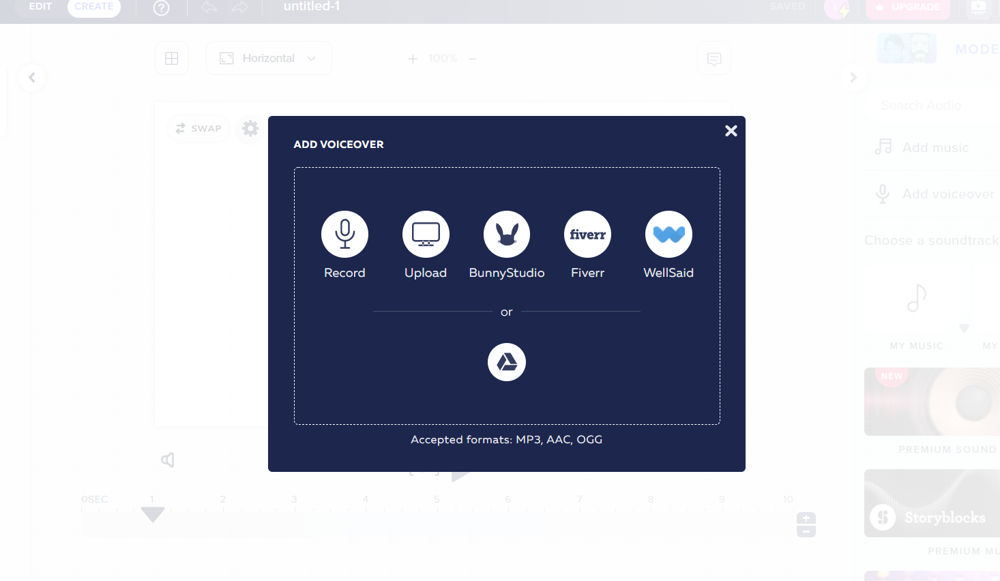 EDIT
CREATE
?
untitled-1
SAVED
UPGRADE
Horizontal
100%
MODE
Search Audio
SWAP
ADD VOICEOVER
Add music
Add voiceover
Choose a soundtrack
fiverr
Record
Upload
BunnyStudio
Fiverr
WellSaid
or
MY MUSIC
MY
NEW
Accepted formats: MP3, AAC, OGG
PREMIUM SOUND
0SEC 1 2 3 4 5 6 7 8 9 10
Storyblocks
PREMIUM MU